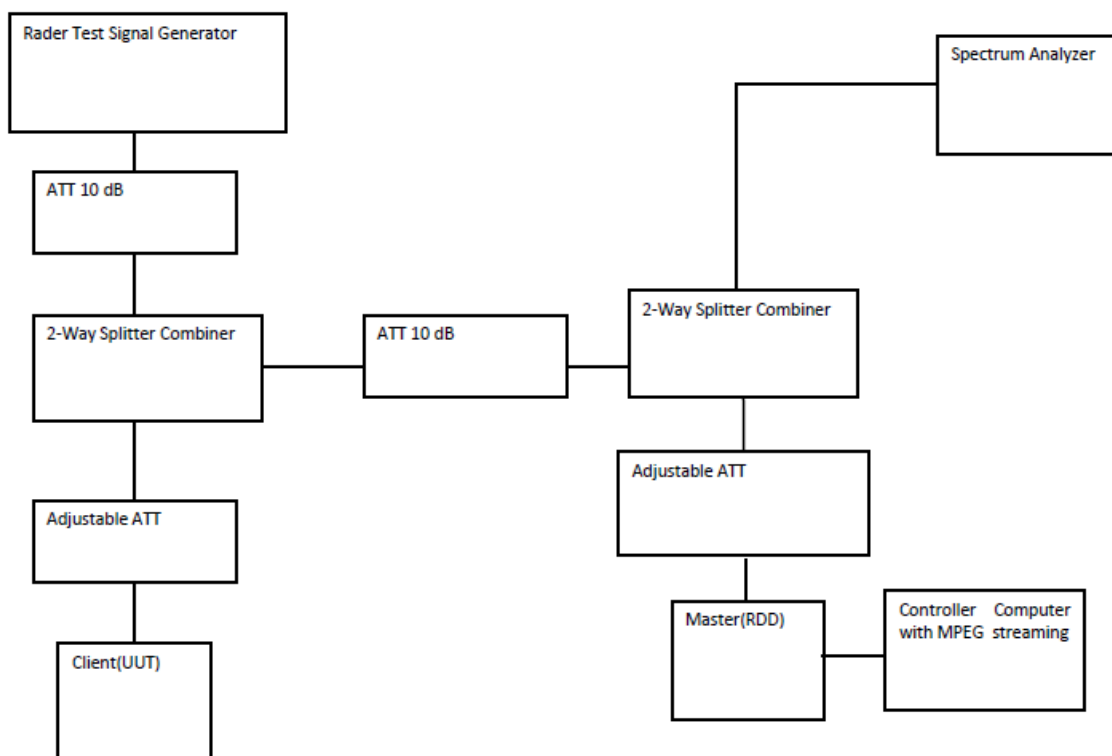 Rader Test Signal Generator
Spectrum Analyzer
ATT 10 dB
2-Way Splitter Combiner
ATT 10 dB
2-Way Splitter Combiner
Adjustable ATT
Adjustable ATT
Client(UUT)
Master(RDD)
Controller Computer
with MPEG streaming